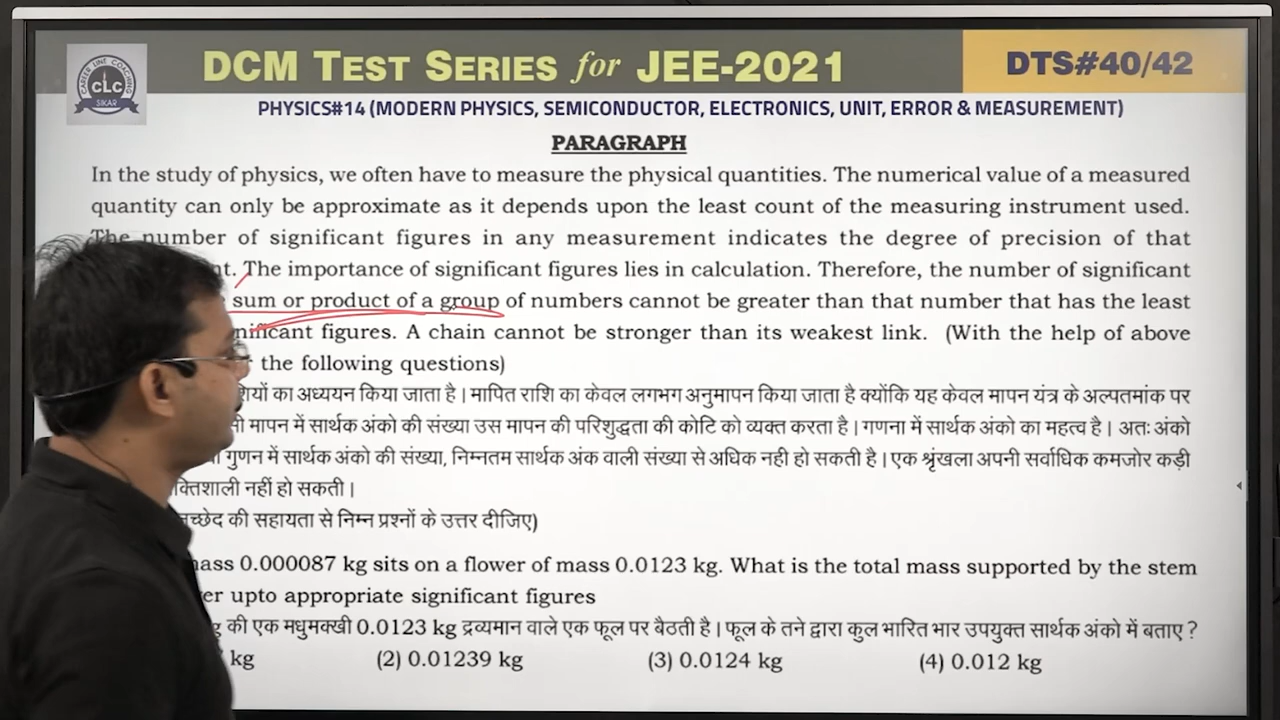 CAREER LINE COACHING
CLC
SIKAR
DCM TEST SERIES for JEE-2021
DTS#40/42
PHYSICS#14 (MODERN PHYSICS, SEMICONDUCTOR, ELECTRONICS, UNIT, ERROR & MEASUREMENT)
PARAGRAPH
In the study of physics, we often have to measure the physical quantities. The numerical value of a measured
quantity can only be approximate as it depends upon the least count of the measuring instrument used.
The number of significant figures in any measurement indicates the degree of precision of that
The importance of significant figures lies in calculation. Therefore, the number of significant
sum or product of a group of numbers cannot be greater than that number that has the least
figures. A chain cannot be stronger than its weakest link. (With the help of above
the following questions)
का अध्ययन किया जाता है। मापित राशि का केवल लगभग अनुमापन किया जाता है क्योंकि यह केवल मापन यंत्र के अल्पतमांक पर
मापन में सार्थक अंको की संख्या उस मापन की परिशुद्धता की कोटि को व्यक्त करता है। गणना में सार्थक अंको का महत्व है। अतः अंको
गुणन में सार्थक अंको की संख्या, निम्नतम सार्थक अंक वाली संख्या से अधिक नही हो सकती है। एक श्रृंखला अपनी सर्वाधिक कमजोर कड़ी
नहीं हो सकती।
की सहायता से निम्न प्रश्नों के उत्तर दीजिए)
mass 0.000087 kg sits on a flower of mass 0.0123 kg. What is the total mass supported by the stem
upto appropriate significant figures
की एक मधुमक्खी 0.0123 kg द्रव्यमान वाले एक फूल पर बैठती है। फूल के तने द्वारा कुल भारित भार उपयुक्त सार्थक अंको में बताए ?
kg (2) 0.01239 kg (3) 0.0124 kg (4) 0.012 kg